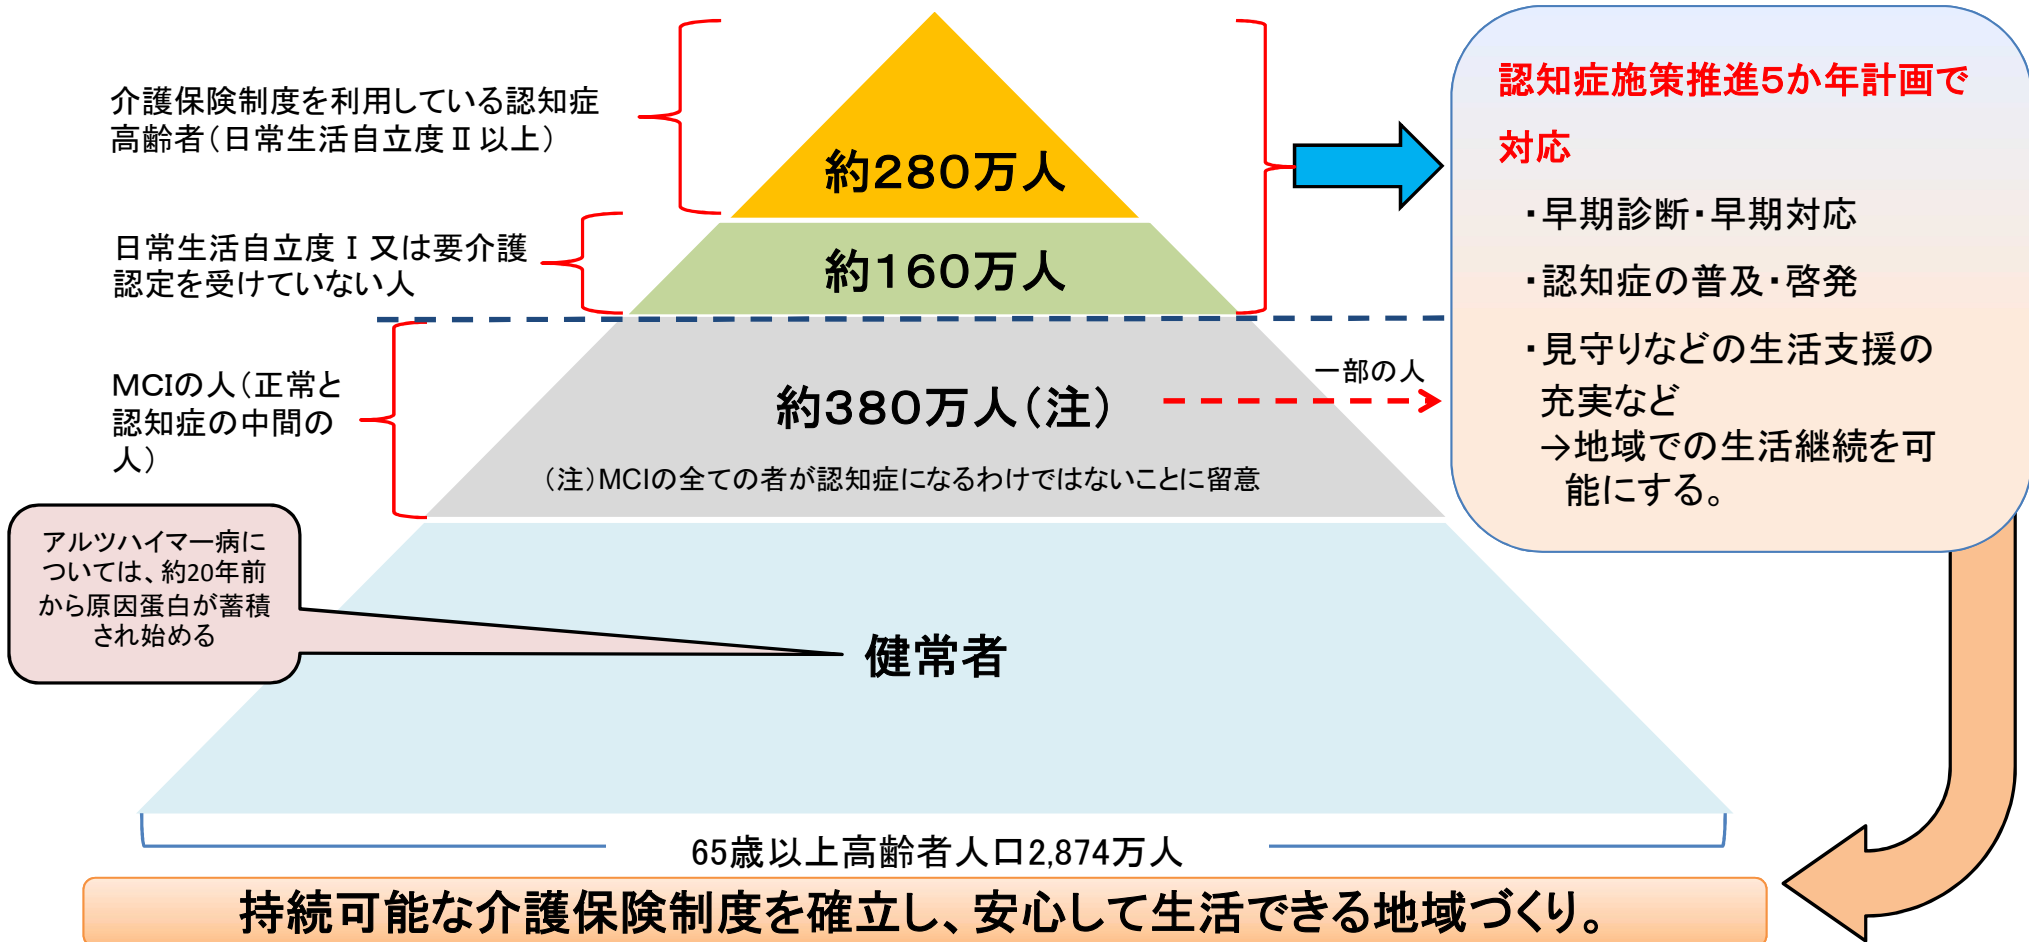 介護保険制度を利用している認知症
高齢者（日常生活自立度Ⅱ以上）
約280万人
日常生活自立度Ⅰ又は要介護
認定を受けていない人
約160万人
MCIの人（正常と
認知症の中間の
人）
約380万人（注）
（注）MCIの全ての者が認知症になるわけではないことに留意
一部の人
認知症施策推進5か年計画で
対応
・早期診断・早期対応
・認知症の普及・啓発
・見守りなどの生活支援の
充実など
→地域での生活継続を可
能にする。
アルツハイマー病に
ついては、約20年前
から原因蛋白が蓄積
され始める
健常者
65歳以上高齢者人口2,874万人
持続可能な介護保険制度を確立し、安心して生活できる地域づくり。